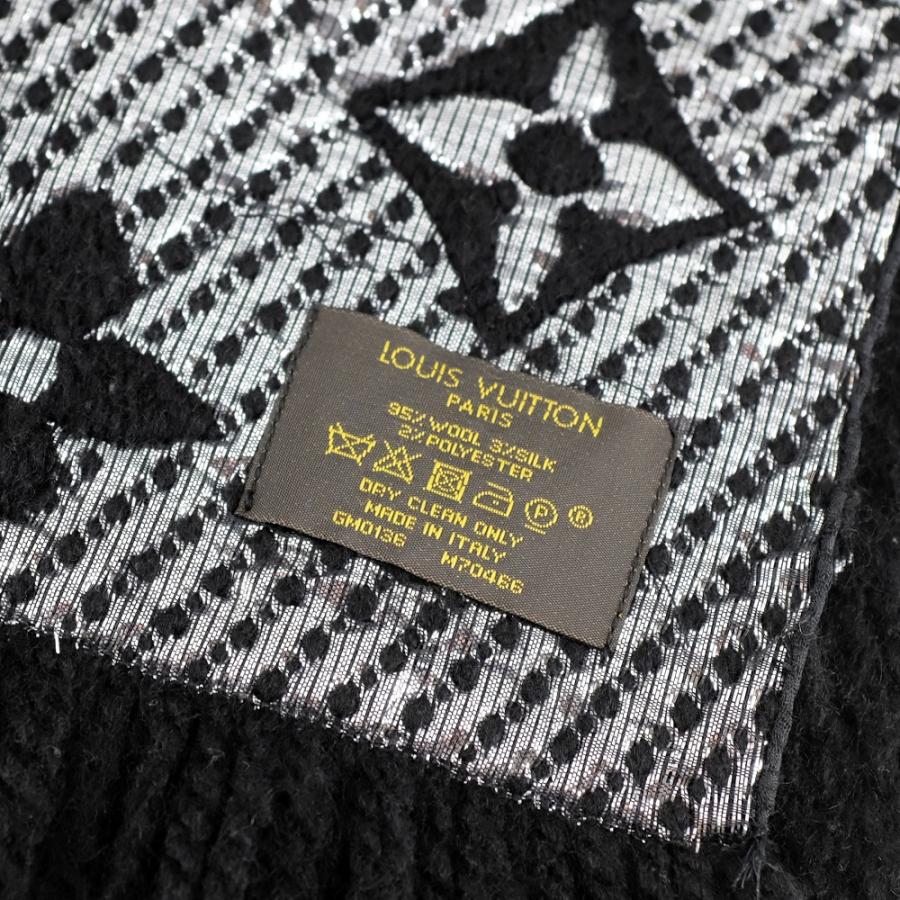 LOUIS VUITTON
PARIS
95%WOOL 3%SILK
2%POLYESTER
P ®
DRY CLEAN ONLY
MADE IN ITALY
GM0136 M70466